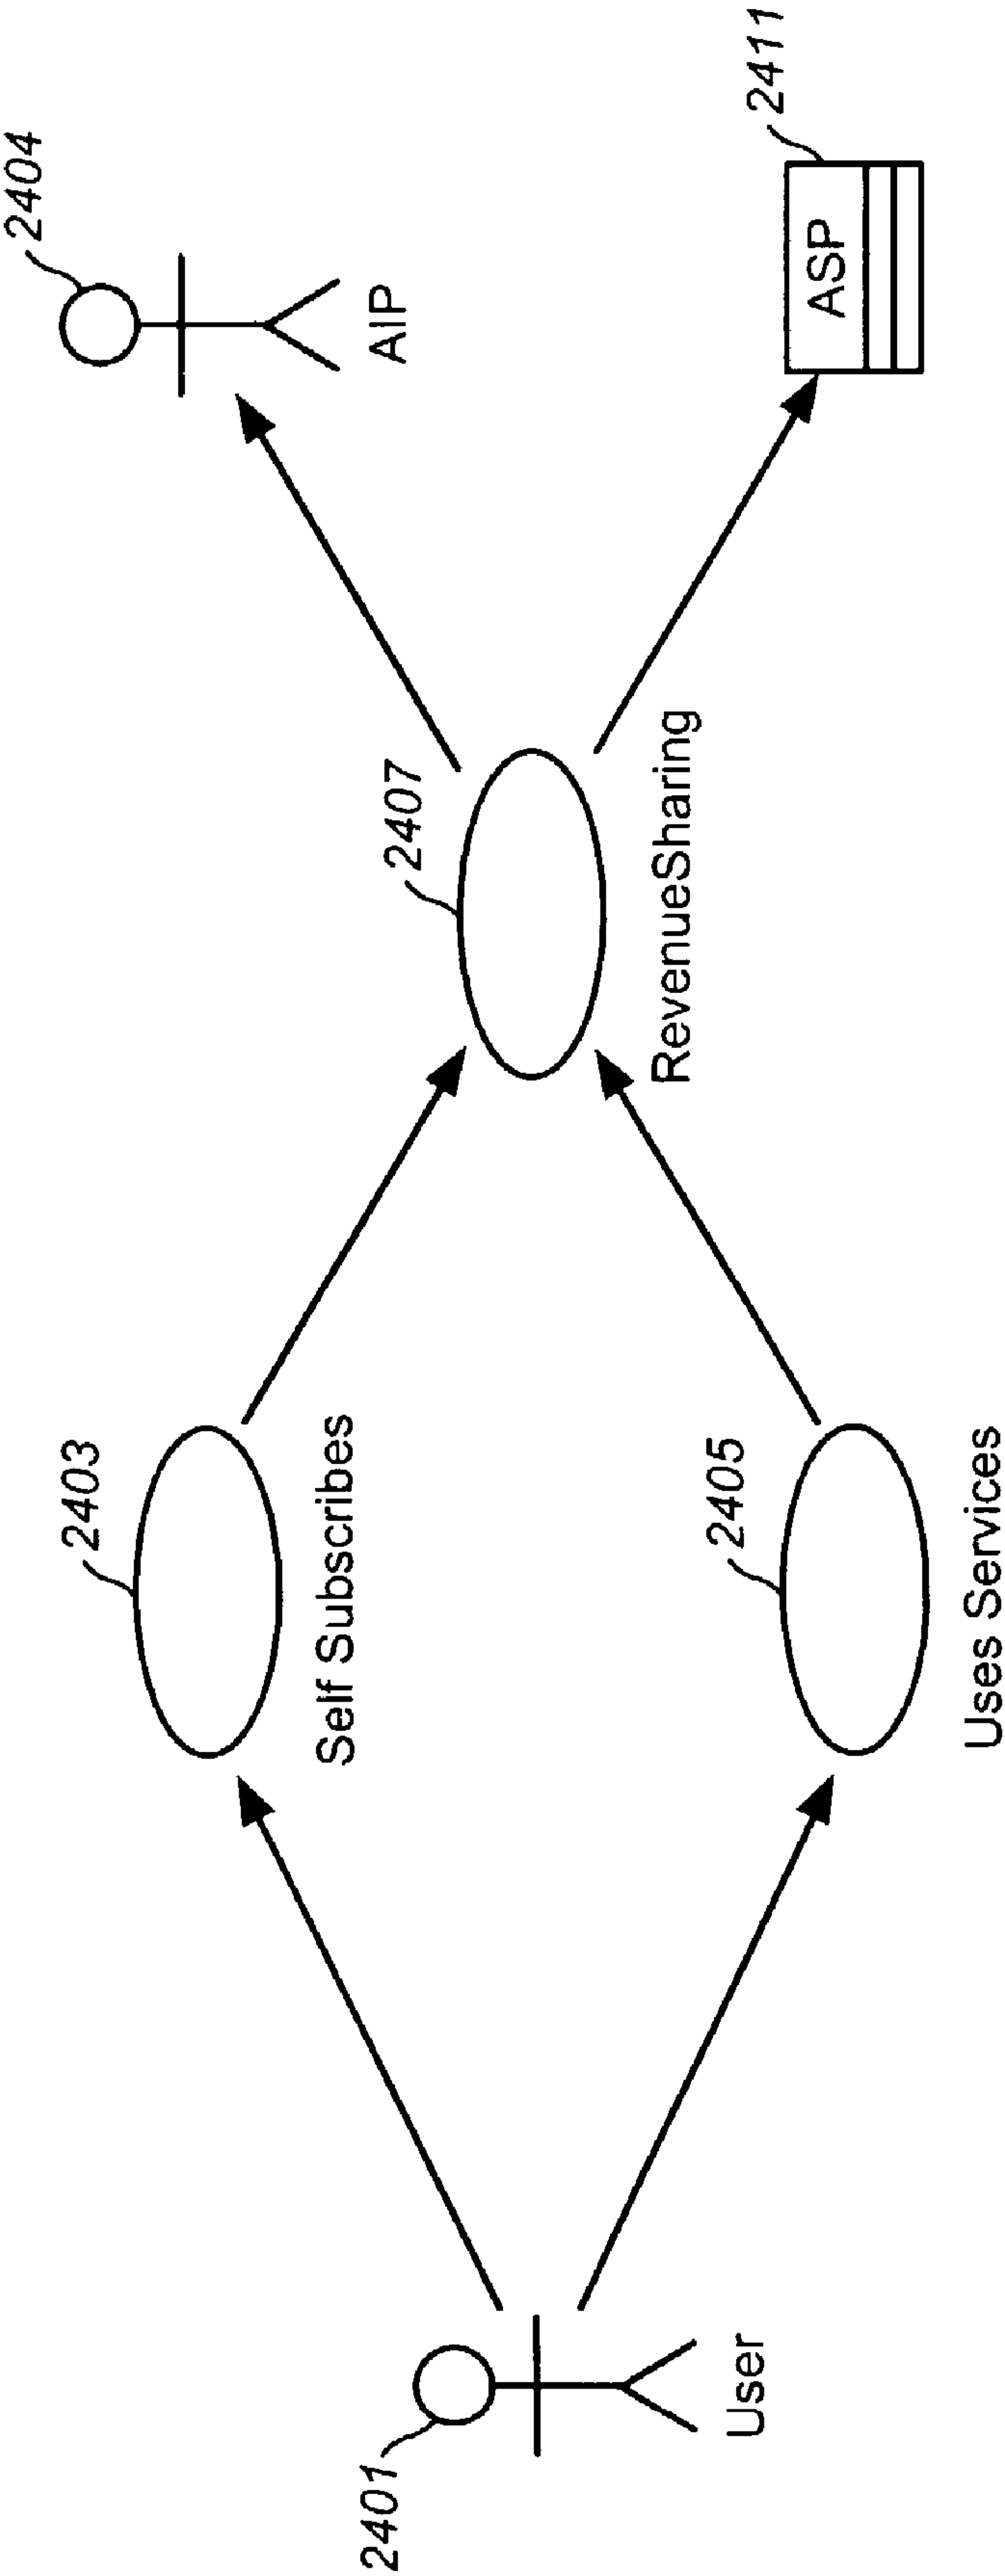 2401
User
2403
Self Subscribes
2405
Uses Services
2407
RevenueSharing
2404
AIP
2411
ASP